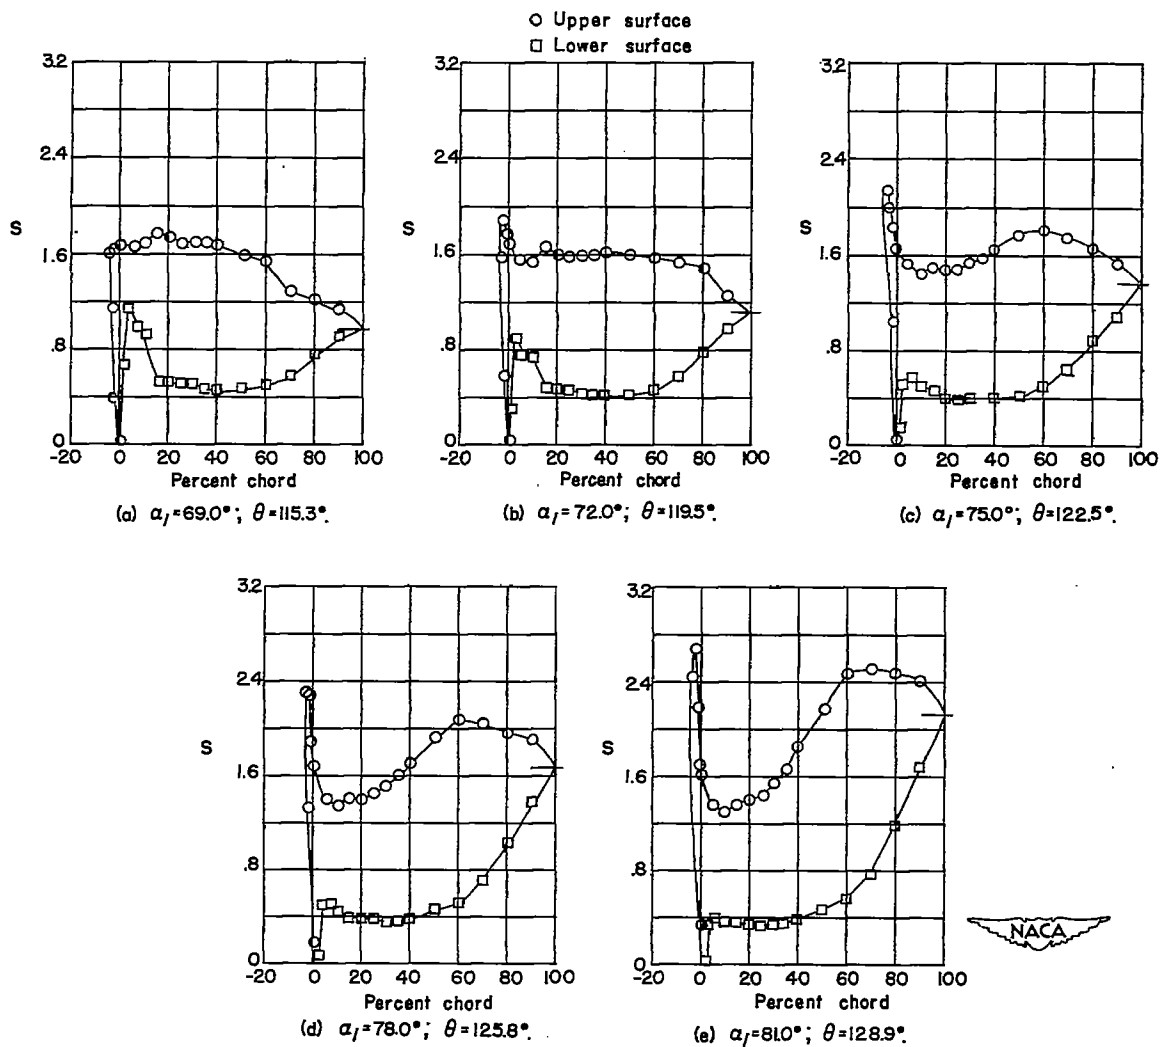 Upper surface
Lower surface
3.2
2.4
S
1.6
.8
0
-20 0 20 40 60 80 100
Percent chord
(a) α₁=69.0°; θ=115.3°.
3.2
2.4
S
1.6
.8
0
-20 0 20 40 60 80 100
Percent chord
(b) α₁=72.0°; θ=119.5°.
3.2
2.4
S
1.6
.8
0
-20 0 20 40 60 80 100
Percent chord
(c) α₁=75.0°; θ=122.5°.
3.2
2.4
S
1.6
.8
0
-20 0 20 40 60 80 100
Percent chord
(d) α₁=78.0°; θ=125.8°.
3.2
2.4
S
1.6
.8
0
-20 0 20 40 60 80 100
Percent chord
(e) α₁=81.0°; θ=128.9°.
NACA